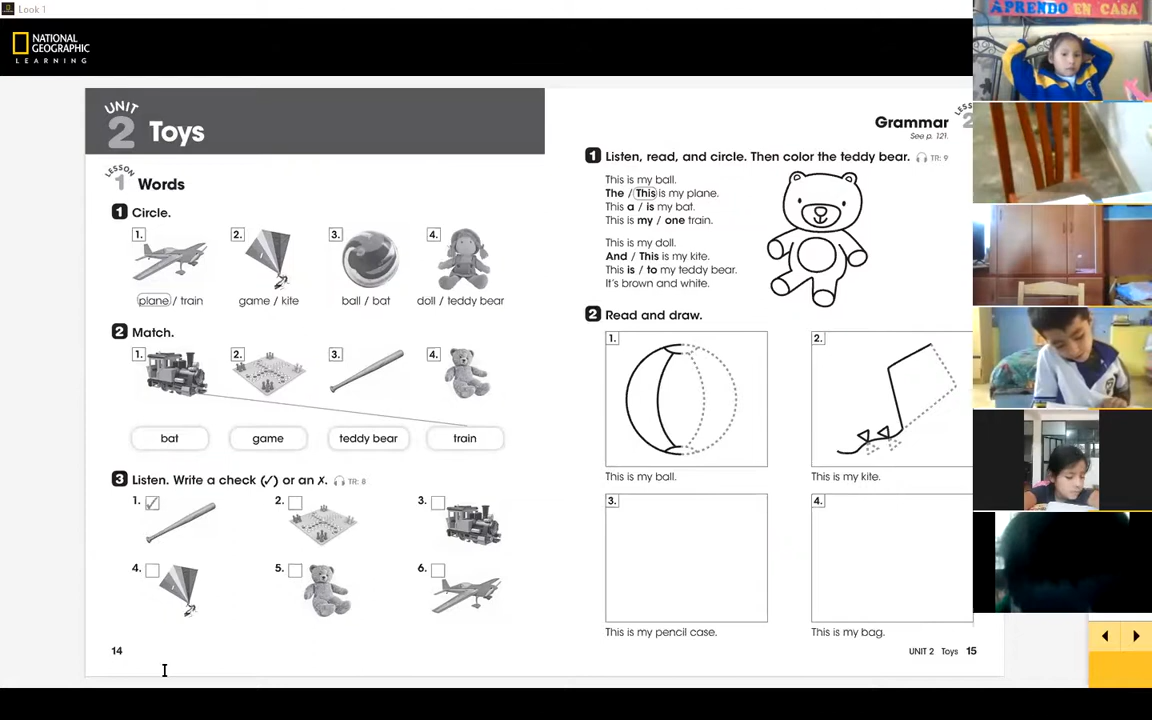 Look 1
NATIONAL
GEOGRAPHIC
LEARNING
APRENDO EN CASA
UNIT
2 Toys
LESSON
1 Words
1 Circle.
1. 2. 3. 4.
plane / train game / kite ball / bat doll / teddy bear
2 Match.
1. 2. 3. 4.
bat game teddy bear train
3 Listen. Write a check (✓) or an ✗. TR: 8
1. 2. 3.
4. 5. 6.
14
Grammar 2
See p. 121.
1 Listen, read, and circle. Then color the teddy bear. TR: 9
This is my ball.
The / This is my plane.
This a / is my bat.
This is my / one train.
This is my doll.
And / This is my kite.
This is / to my teddy bear.
It's brown and white.
2 Read and draw.
1. 2.
This is my ball. This is my kite.
3. 4.
This is my pencil case. This is my bag.
UNIT 2 Toys 15